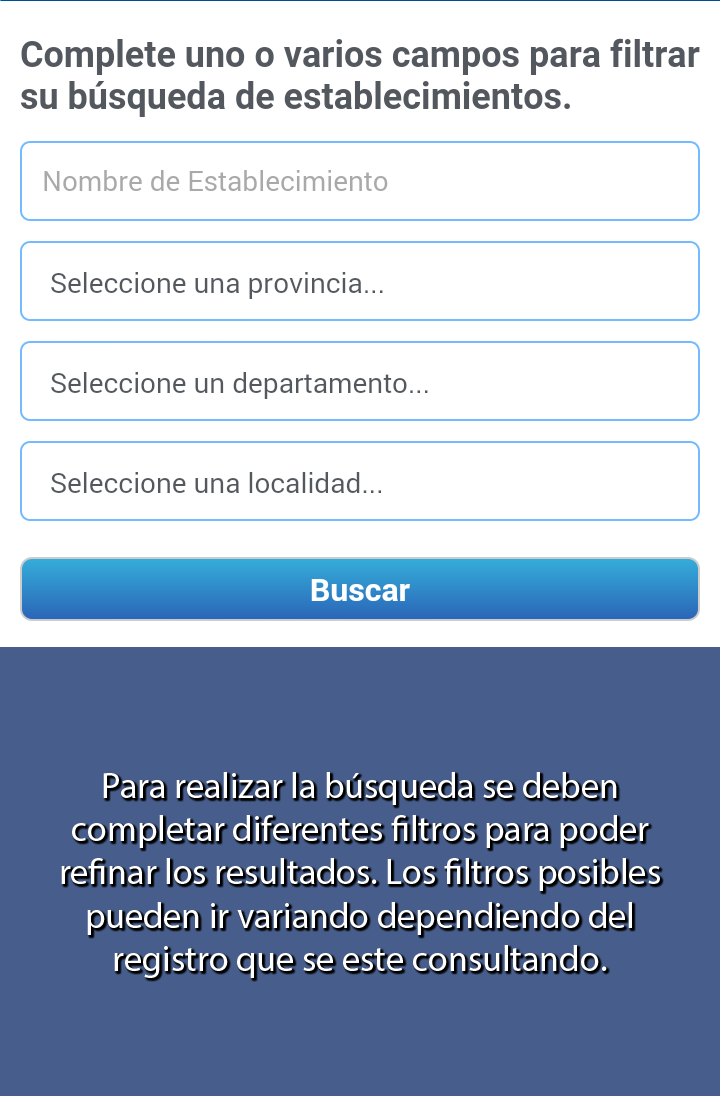 Complete uno o varios campos para filtrar
su búsqueda de establecimientos.
Nombre de Establecimiento
Seleccione una provincia...
Seleccione un departamento...
Seleccione una localidad...
Buscar
Para realizar la búsqueda se deben
completar diferentes filtros para poder
refinar los resultados. Los filtros posibles
pueden ir variando dependiendo del
registro que se este consultando.